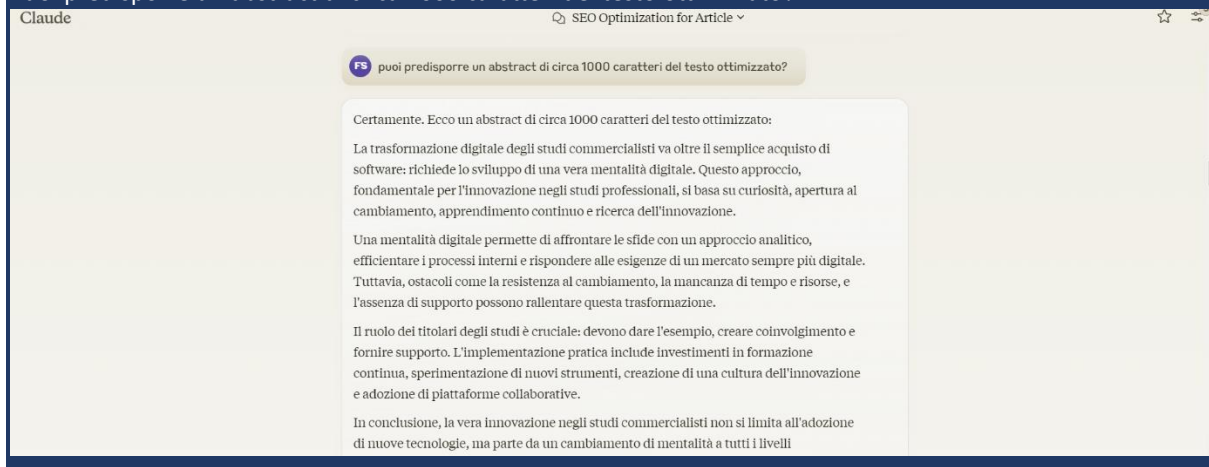 Claude
SEO Optimization for Article
FS puoi predisporre un abstract di circa 1000 caratteri del testo ottimizzato?
Certamente. Ecco un abstract di circa 1000 caratteri del testo ottimizzato:
La trasformazione digitale degli studi commercialisti va oltre il semplice acquisto di
software: richiede lo sviluppo di una vera mentalità digitale. Questo approccio,
fondamentale per l'innovazione negli studi professionali, si basa su curiosità, apertura al
cambiamento, apprendimento continuo e ricerca dell'innovazione.
Una mentalità digitale permette di affrontare le sfide con un approccio analitico,
efficientare i processi interni e rispondere alle esigenze di un mercato sempre più digitale.
Tuttavia, ostacoli come la resistenza al cambiamento, la mancanza di tempo e risorse, e
l'assenza di supporto possono rallentare questa trasformazione.
Il ruolo dei titolari degli studi è cruciale: devono dare l'esempio, creare coinvolgimento e
fornire supporto. L'implementazione pratica include investimenti in formazione
continua, sperimentazione di nuovi strumenti, creazione di una cultura dell'innovazione
e adozione di piattaforme collaborative.
In conclusione, la vera innovazione negli studi commercialisti non si limita all'adozione
di nuove tecnologie, ma parte da un cambiamento di mentalità a tutti i livelli